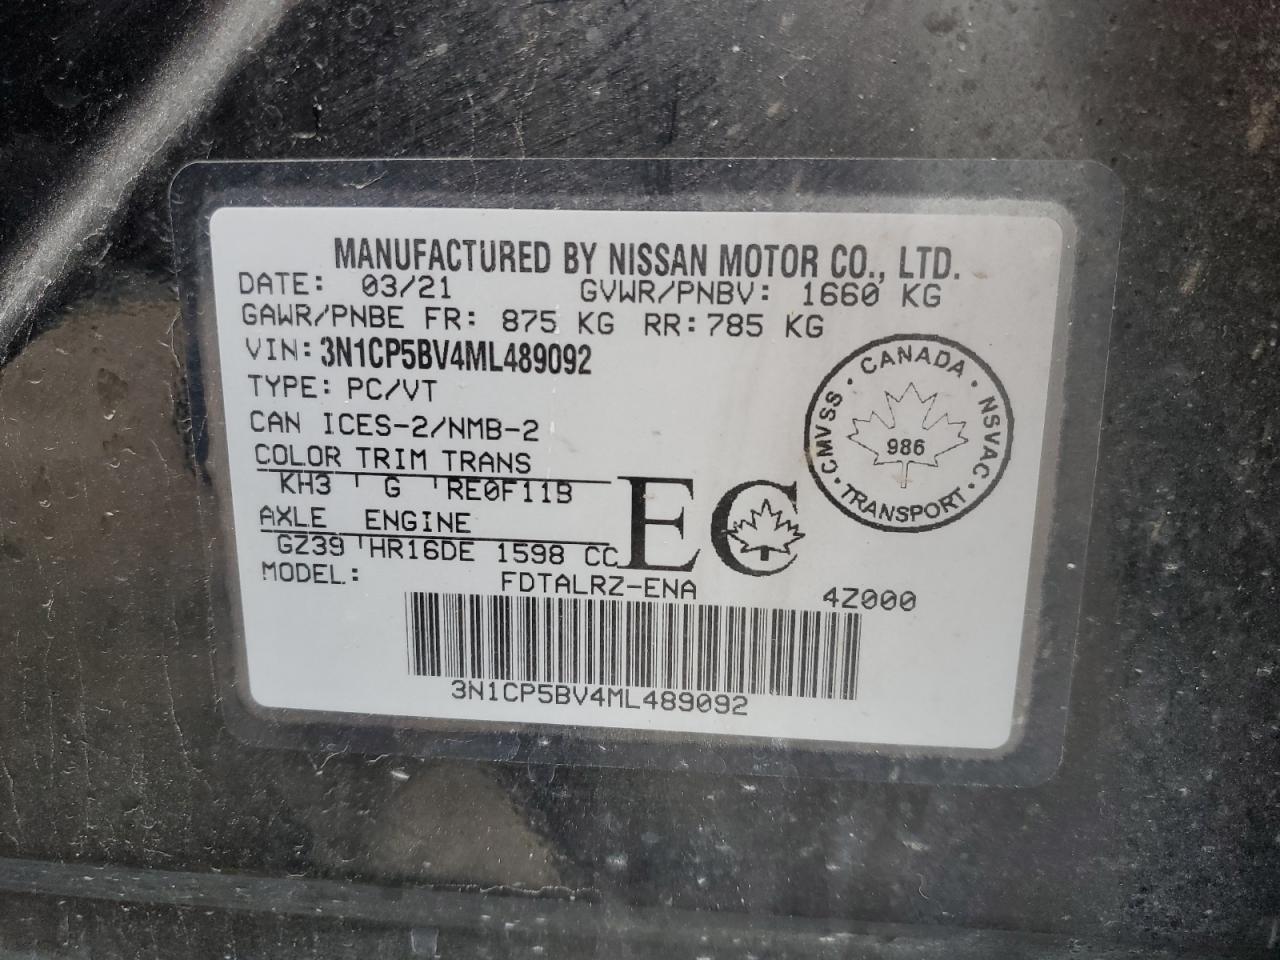 MANUFACTURED BY NISSAN MOTOR CO., LTD.
DATE: 03/21 GVWR/PNBV: 1660 KG
GAWR/PNBE FR: 875 KG RR: 785 KG
VIN: 3N1CP5BV4ML489092
TYPE: PC/VT
CAN ICES-2/NMB-2
COLOR TRIM TRANS
KH3 G RE0F11B
AXLE ENGINE
GZ39 HR16DE 1598 CC
MODEL: FDTALRZ-ENA 4Z000
3N1CP5BV4ML489092
EC
CMVSS · CANADA · NSVAC · TRANSPORT ·
986